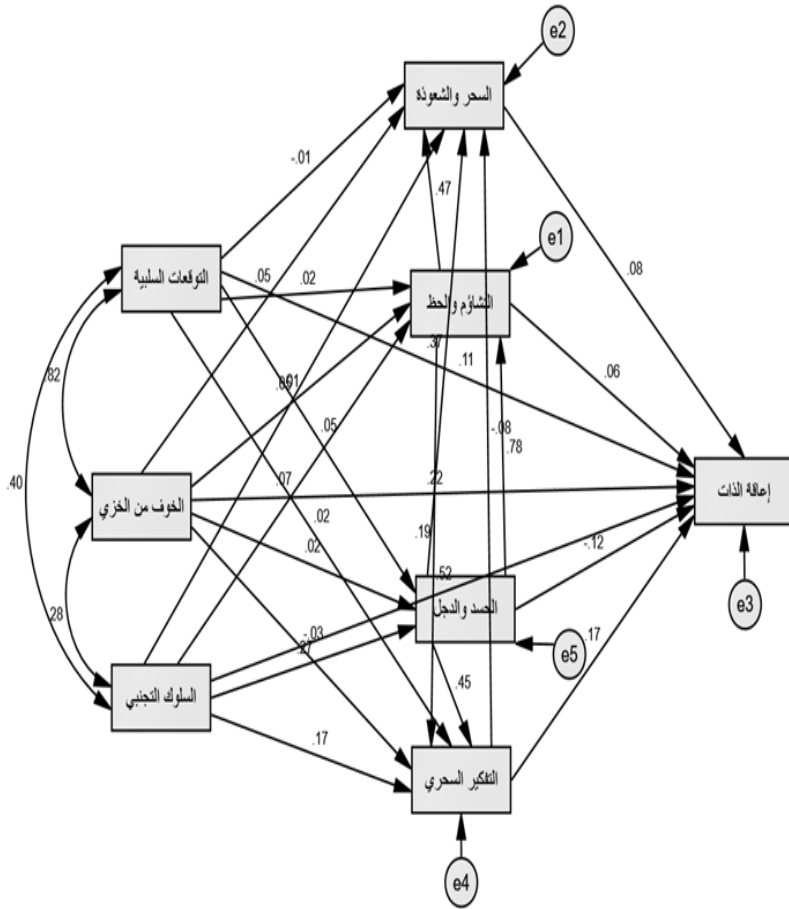 e2
السحر والشعوذة
-.01
.47
e1
.08
التوقعات السلبية
.05
.02
التشاؤم والحظ
.37
.11
.06
.82
.05
-.08
.78
.40
.07
.22
إعاقة الذات
الخوف من الخزي
.02
.19
.02
-.12
.52
الحسد والدجل
e3
.28
-.03
.27
.17
e5
السلوك التجنبي
.45
.17
التفكير السحري
e4